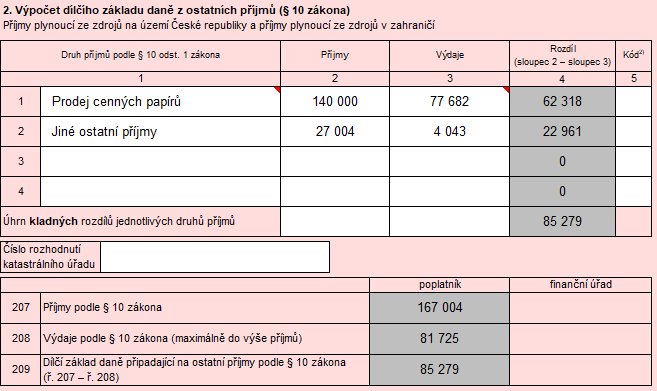 2. Výpočet dílčího základu daně z ostatních příjmů (§ 10 zákona)
Příjmy plynoucí ze zdrojů na území České republiky a příjmy plynoucí ze zdrojů v zahraničí
Druh příjmů podle § 10 odst. 1 zákona Příjmy Výdaje Rozdíl (sloupec 2 – sloupec 3) Kód²⁾
1 2 3 4 5
1 Prodej cenných papírů 140 000 77 682 62 318
2 Jiné ostatní příjmy 27 004 4 043 22 961
3 0
4 0
Úhrn kladných rozdílů jednotlivých druhů příjmů 85 279
Číslo rozhodnutí
katastrálního úřadu
poplatník finanční úřad
207 Příjmy podle § 10 zákona 167 004
208 Výdaje podle § 10 zákona (maximálně do výše příjmů) 81 725
209 Dílčí základ daně připadající na ostatní příjmy podle § 10 zákona
(ř. 207 – ř. 208) 85 279